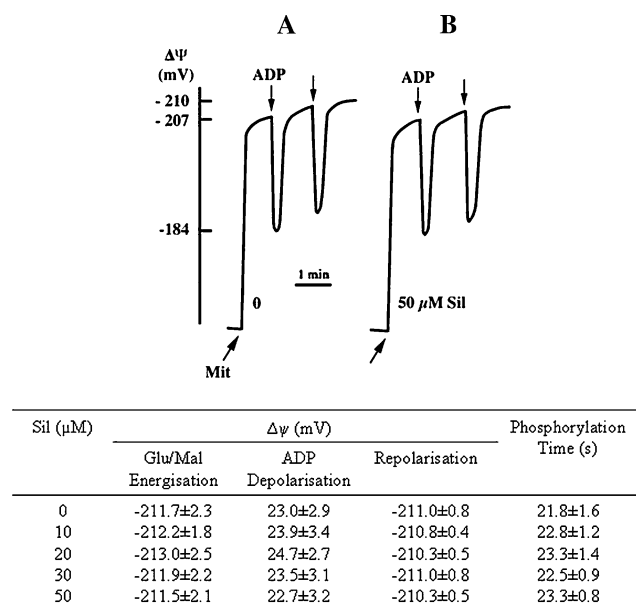 A B
ΔΨ
(mV)
ADP ADP
- 210
- 207
-184
1 min
0 50 μM Sil
Mit
Sil (μM) Δψ (mV) Phosphorylation
Time (s)
Glu/Mal ADP Repolarisation
Energisation Depolarisation
0 -211.7±2.3 23.0±2.9 -211.0±0.8 21.8±1.6
10 -212.2±1.8 23.9±3.4 -210.8±0.4 22.8±1.2
20 -213.0±2.5 24.7±2.7 -210.3±0.5 23.3±1.4
30 -211.9±2.2 23.5±3.1 -211.0±0.8 22.5±0.9
50 -211.5±2.1 22.7±3.2 -210.3±0.5 23.3±0.8